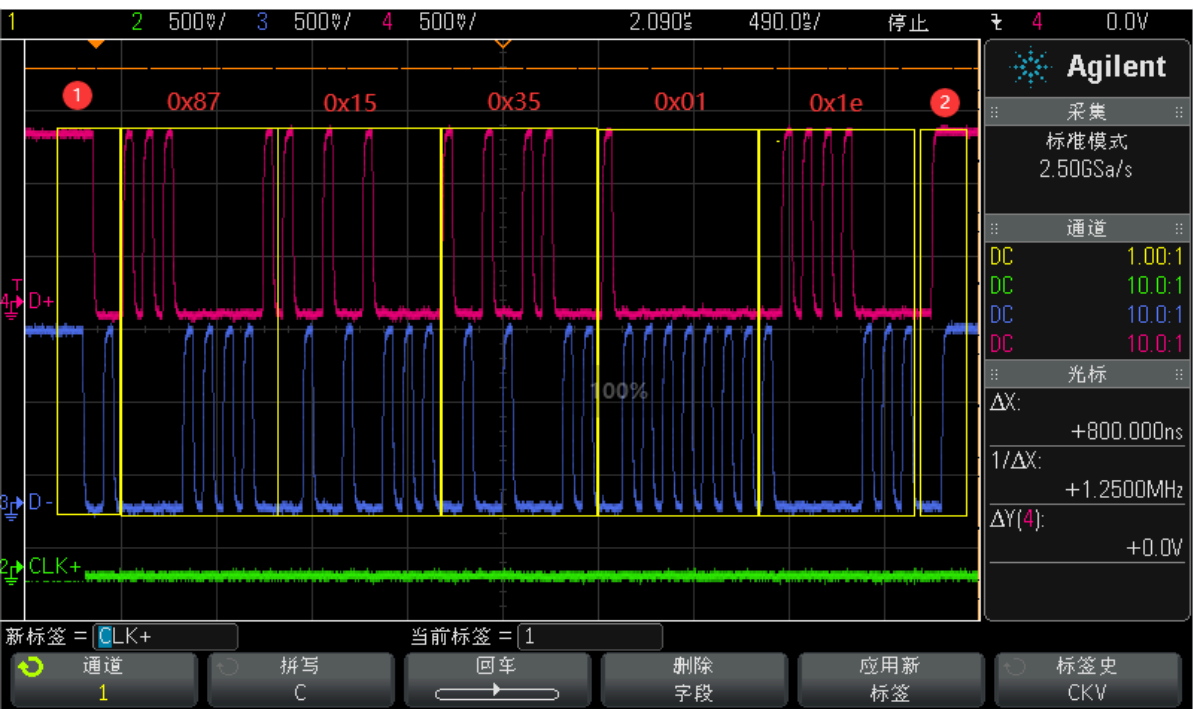 1 2 500mV/ 3 500mV/ 4 500mV/ 2.090us 490.0ns/ 停止 4 0.0V
Agilent
1 0x87 0x15 0x35 0x01 0x1e 2
采集
标准模式
2.50GSa/s
通道
DC 1.00:1
DC 10.0:1
DC 10.0:1
DC 10.0:1
光标
ΔX:
+800.000ns
1/ΔX:
+1.2500MHz
ΔY(4):
+0.0V
T
4 D+
100%
3 D-
2 CLK+
新标签 = CLK+ 当前标签 = 1
通道 拼写 回车 删除 应用新 标签史
1 C 字段 标签 CKV